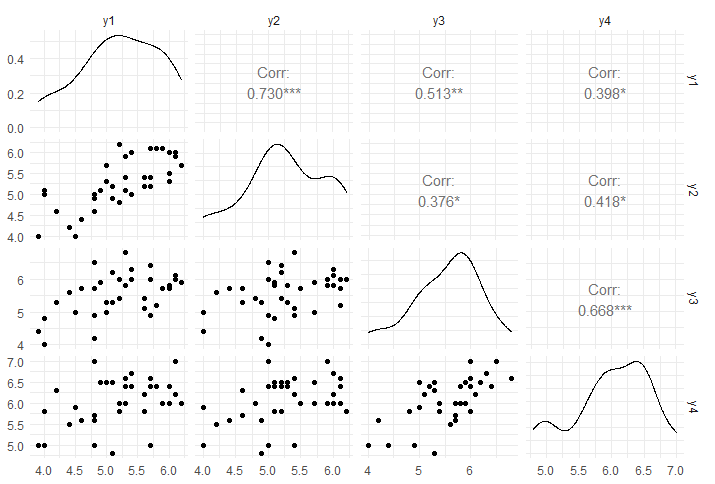 y1 y2 y3 y4
0.4
0.2
0.0
Corr:
0.730***
Corr:
0.513**
Corr:
0.398*
y1
6.0
5.5
5.0
4.5
4.0
Corr:
0.376*
Corr:
0.418*
y2
6
5
4
Corr:
0.668***
y3
7.0
6.5
6.0
5.5
5.0
y4
4.0 4.5 5.0 5.5 6.0 4.0 4.5 5.0 5.5 6.0 4 5 6 5.0 5.5 6.0 6.5 7.0